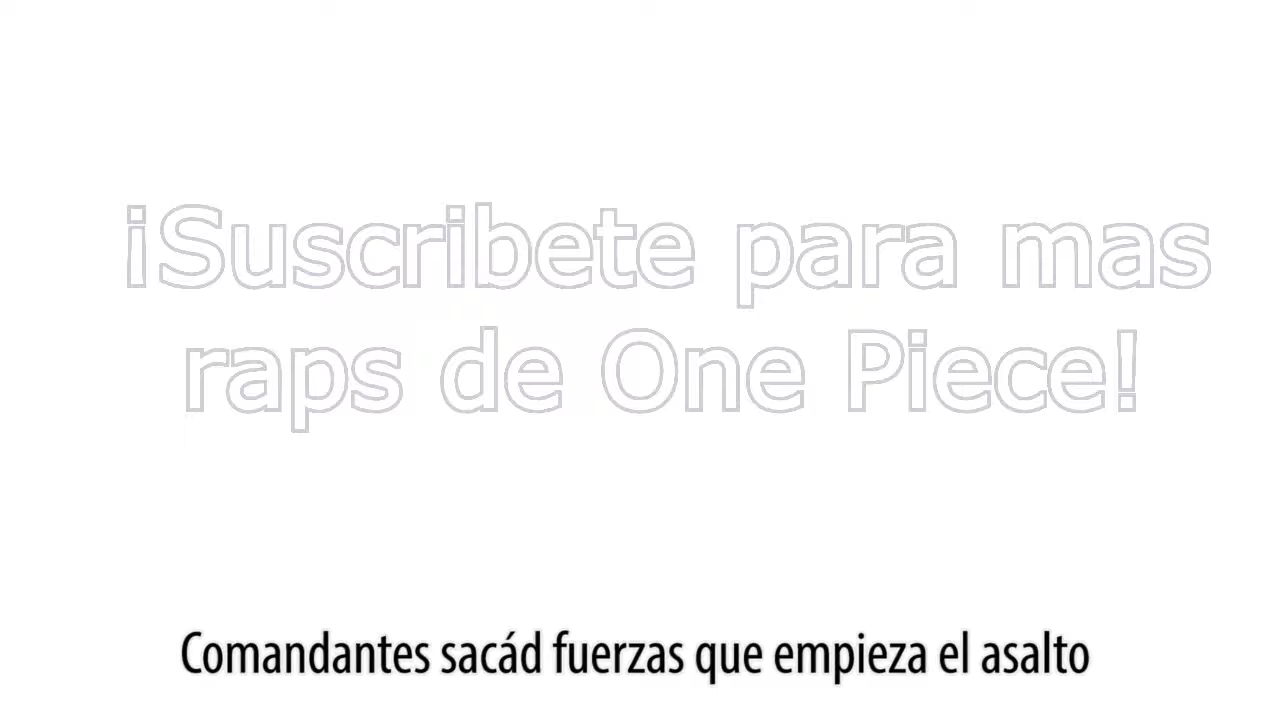 ¡Suscribete para mas
raps de One Piece!
Comandantes sacád fuerzas que empieza el asalto